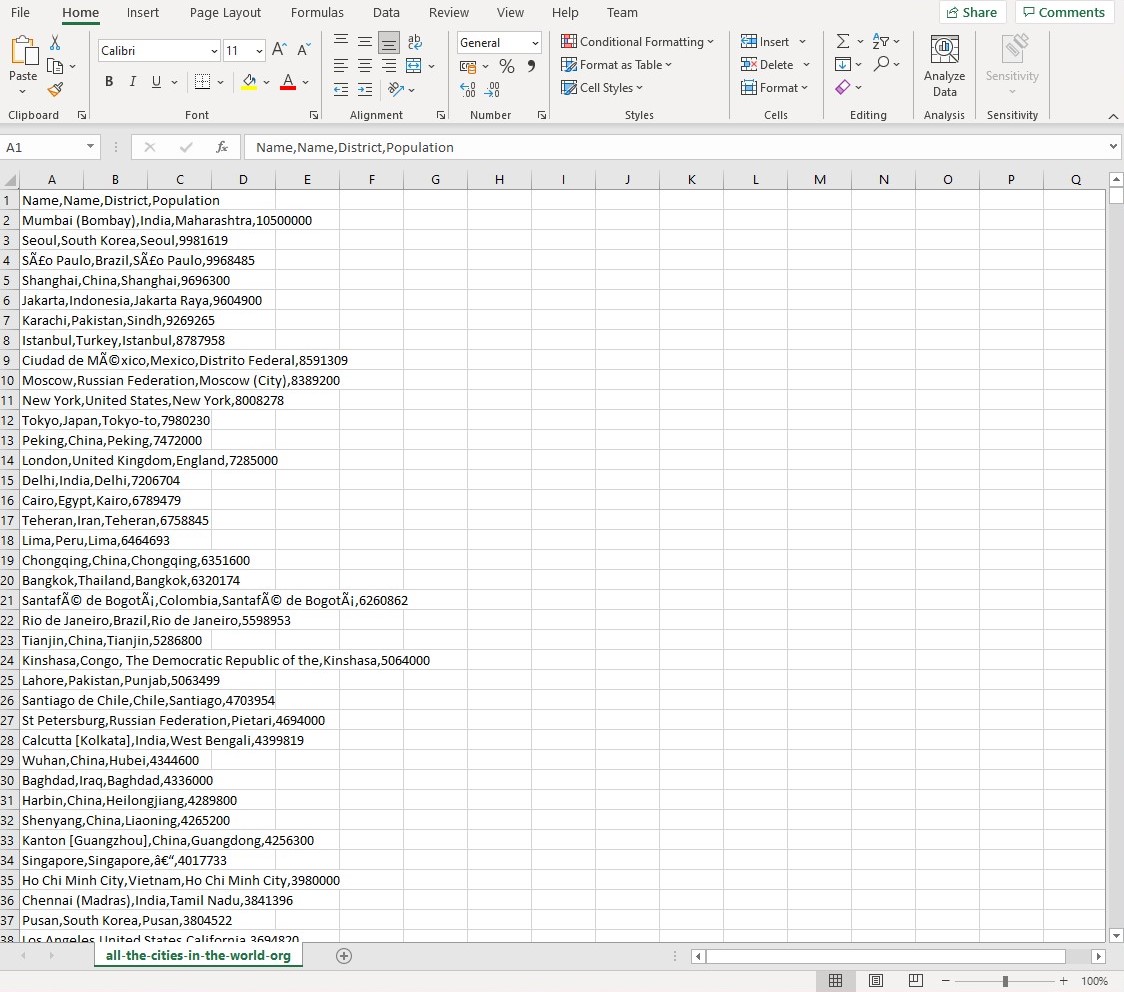 File Home Insert Page Layout Formulas Data Review View Help Team Share Comments
Calibri 11 General Conditional Formatting Insert
Paste Format as Table Delete Analyze Data Sensitivity
B I U Cell Styles Format
Clipboard Font Alignment Number Styles Cells Editing Analysis Sensitivity
A1 fx Name,Name,District,Population
A B C D E F G H I J K L M N O P Q
1 Name,Name,District,Population
2 Mumbai (Bombay),India,Maharashtra,10500000
3 Seoul,South Korea,Seoul,9981619
4 SÃ£o Paulo,Brazil,SÃ£o Paulo,9968485
5 Shanghai,China,Shanghai,9696300
6 Jakarta,Indonesia,Jakarta Raya,9604900
7 Karachi,Pakistan,Sindh,9269265
8 Istanbul,Turkey,Istanbul,8787958
9 Ciudad de MÃ©xico,Mexico,Distrito Federal,8591309
10 Moscow,Russian Federation,Moscow (City),8389200
11 New York,United States,New York,8008278
12 Tokyo,Japan,Tokyo-to,7980230
13 Peking,China,Peking,7472000
14 London,United Kingdom,England,7285000
15 Delhi,India,Delhi,7206704
16 Cairo,Egypt,Kairo,6789479
17 Teheran,Iran,Teheran,6758845
18 Lima,Peru,Lima,6464693
19 Chongqing,China,Chongqing,6351600
20 Bangkok,Thailand,Bangkok,6320174
21 SantafÃ© de BogotÃ¡,Colombia,SantafÃ© de BogotÃ¡,6260862
22 Rio de Janeiro,Brazil,Rio de Janeiro,5598953
23 Tianjin,China,Tianjin,5286800
24 Kinshasa,Congo, The Democratic Republic of the,Kinshasa,5064000
25 Lahore,Pakistan,Punjab,5063499
26 Santiago de Chile,Chile,Santiago,4703954
27 St Petersburg,Russian Federation,Pietari,4694000
28 Calcutta [Kolkata],India,West Bengali,4399819
29 Wuhan,China,Hubei,4344600
30 Baghdad,Iraq,Baghdad,4336000
31 Harbin,China,Heilongjiang,4289800
32 Shenyang,China,Liaoning,4265200
33 Kanton [Guangzhou],China,Guangdong,4256300
34 Singapore,Singapore,â€“,4017733
35 Ho Chi Minh City,Vietnam,Ho Chi Minh City,3980000
36 Chennai (Madras),India,Tamil Nadu,3841396
37 Pusan,South Korea,Pusan,3804522
38 Los Angeles,United States,California,3694820
all-the-cities-in-the-world-org
100%